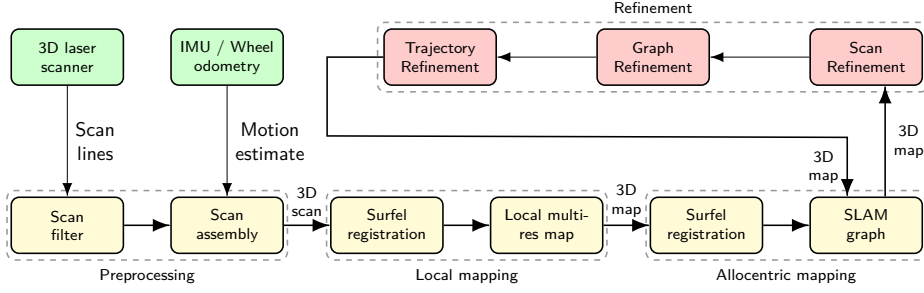 Refinement
3D laser
scanner
IMU / Wheel
odometry
Trajectory
Refinement
Graph
Refinement
Scan
Refinement
Scan
lines
Motion
estimate
3D
map
3D
map
3D
scan
3D
map
Scan
filter
Scan
assembly
Surfel
registration
Local multi-
res map
Surfel
registration
SLAM
graph
Preprocessing
Local mapping
Allocentric mapping